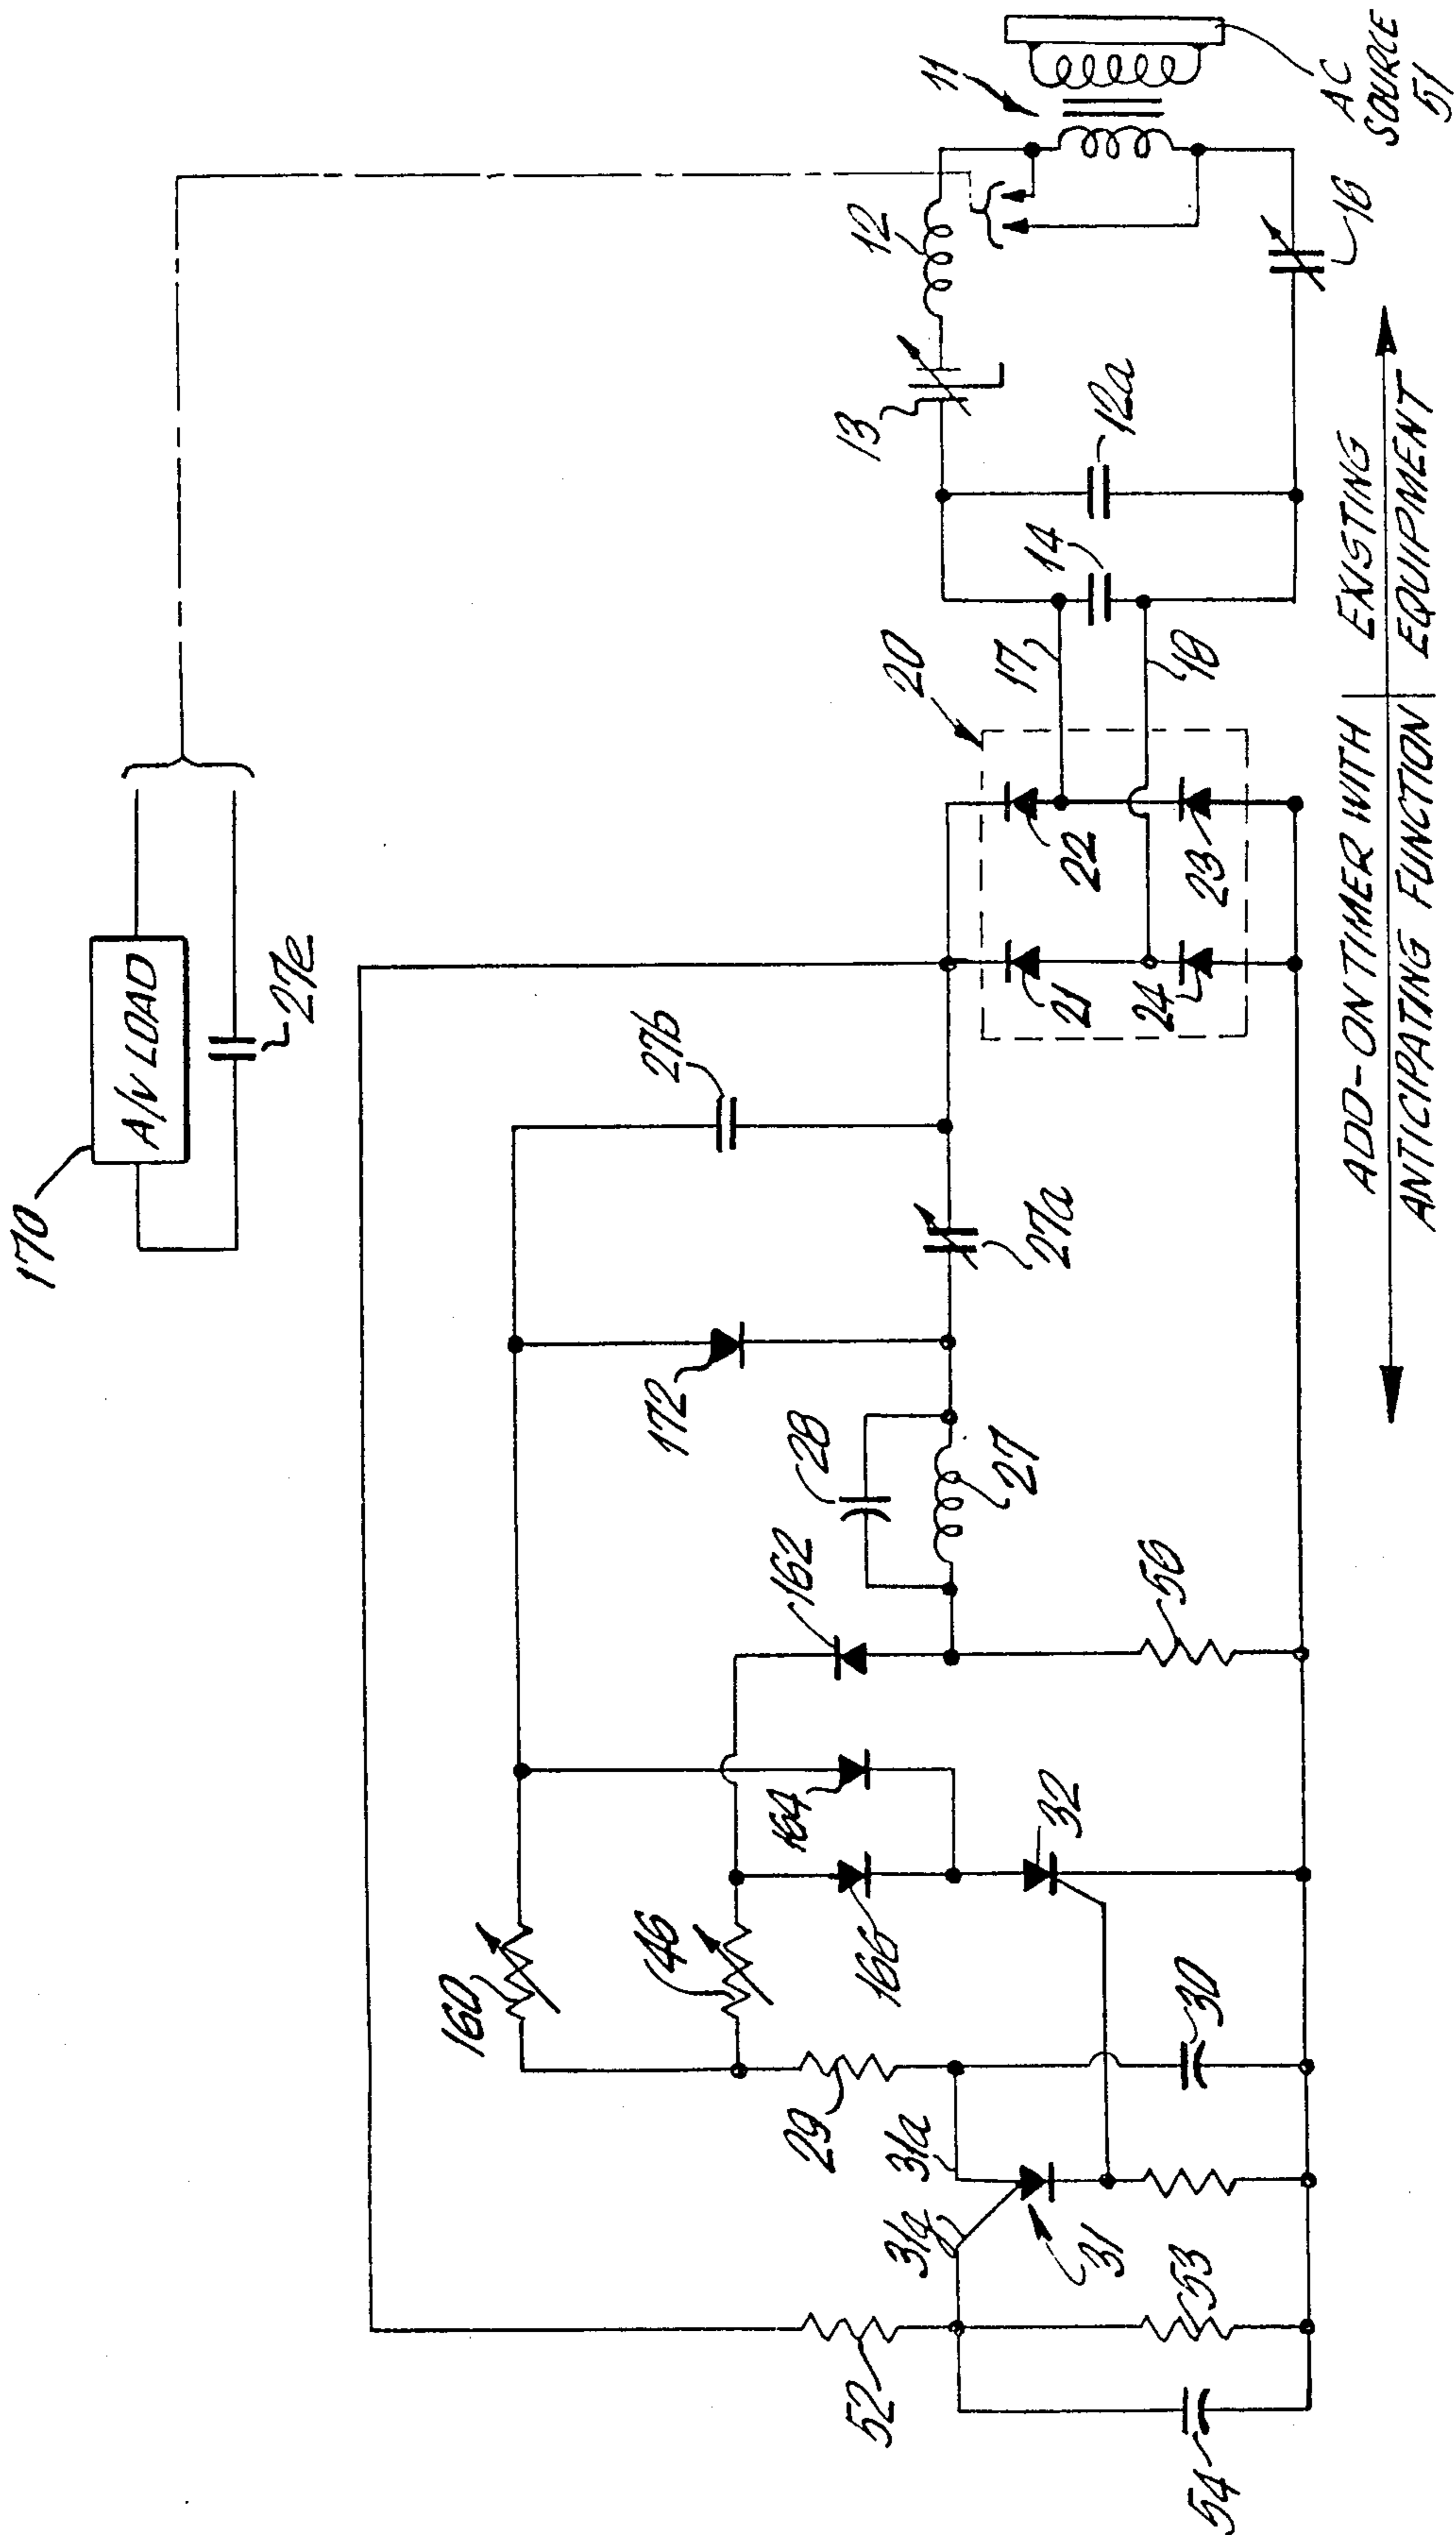 170
A/V LOAD
27e
11
AC
SOURCE
51
12
13
12a
14
16
17
18
20
22
23
21
24
27b
27a
172
28
27
162
56
164
166
32
160
46
29
30
31a
31g
31
52
53
54
ADD-ON TIMER WITH
ANTICIPATING FUNCTION
EXISTING
EQUIPMENT